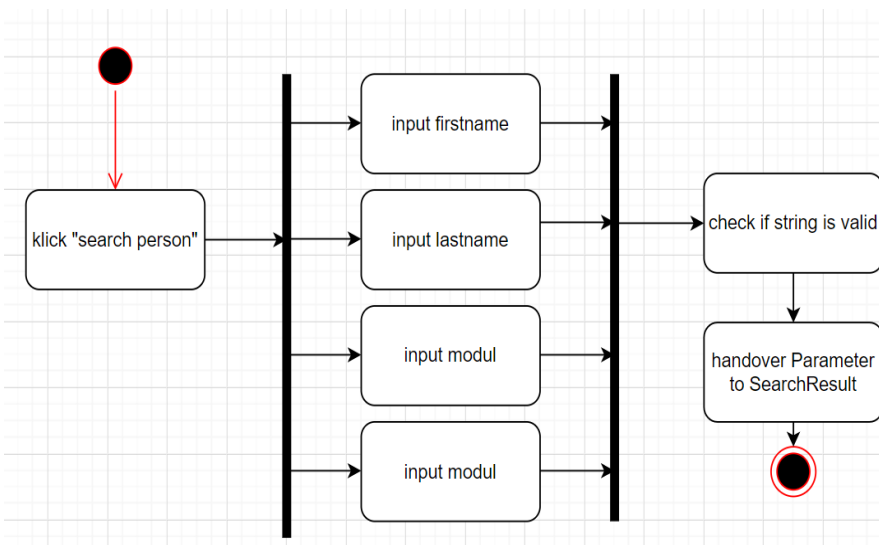 klick "search person"
input firstname
input lastname
input modul
input modul
check if string is valid
handover Parameter
to SearchResult